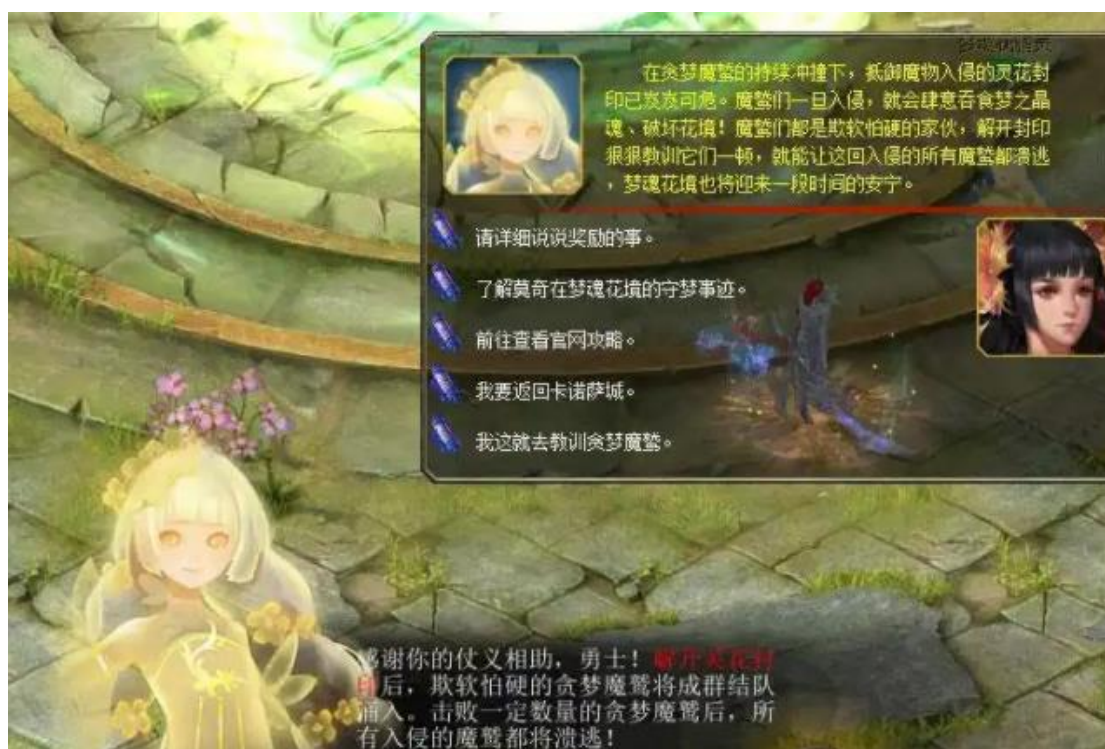 在贪梦魔鹫的持续冲撞下，抵御魔物入侵的灵花封
印已岌岌可危。魔鹫们一旦入侵，就会肆意吞食梦之晶
魂、破坏花境！魔鹫们都是欺软怕硬的家伙，解开封印
狠狠教训它们一顿，就能让这回入侵的所有魔鹫都溃逃
，梦魂花境也将迎来一段时间的安宁。
请详细说说奖励的事。
了解莫奇在梦魂花境的守梦事迹。
前往查看官网攻略。
我要返回卡诺萨城。
我这就去教训贪梦魔鹫。
感谢你的仗义相助，勇士！解开灵花封
印后，欺软怕硬的贪梦魔鹫将成群结队
涌入。击败一定数量的贪梦魔鹫后，所
有入侵的魔鹫都将溃逃！